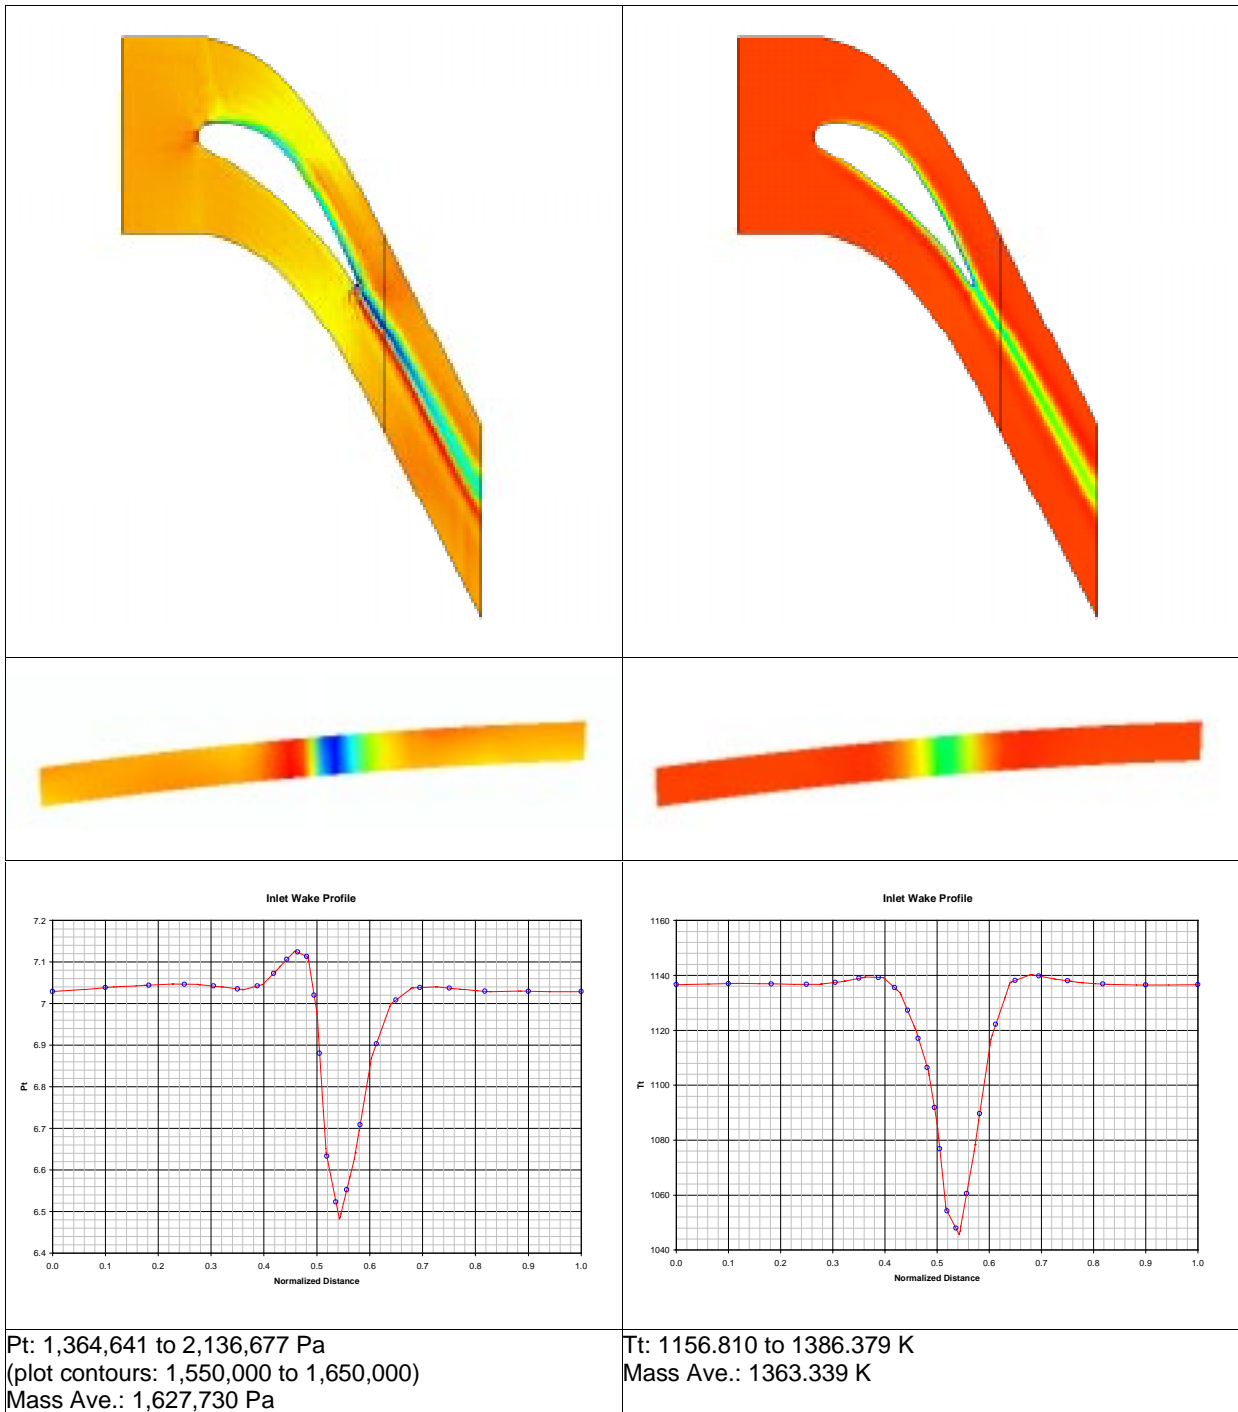 Inlet Wake Profile
7.2
7.1
7
6.9
6.8
6.7
6.6
6.5
6.4
Pt
0.0 0.1 0.2 0.3 0.4 0.5 0.6 0.7 0.8 0.9 1.0
Normalized Distance
Inlet Wake Profile
1160
1140
1120
1100
1080
1060
1040
Tt
0.0 0.1 0.2 0.3 0.4 0.5 0.6 0.7 0.8 0.9 1.0
Normalized Distance
Pt: 1,364,641 to 2,136,677 Pa
(plot contours: 1,550,000 to 1,650,000)
Mass Ave.: 1,627,730 Pa
Tt: 1156.810 to 1386.379 K
Mass Ave.: 1363.339 K